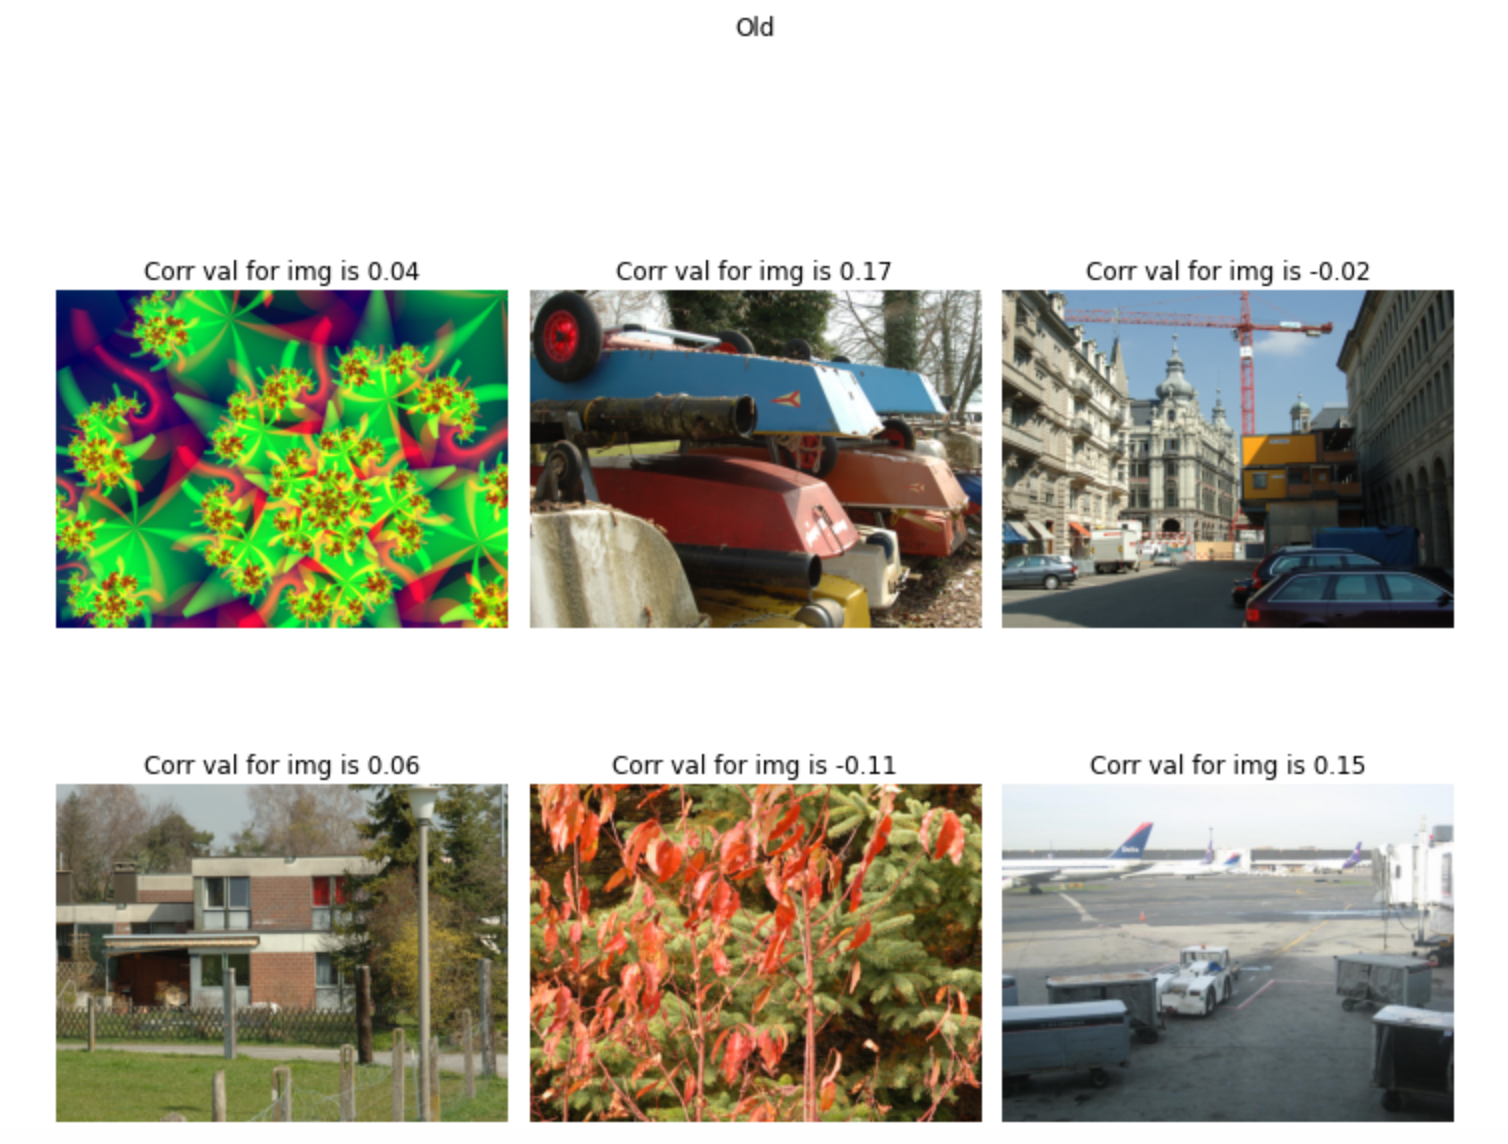 Old
Corr val for img is 0.04
Corr val for img is 0.17
Corr val for img is -0.02
Corr val for img is 0.06
Corr val for img is -0.11
Corr val for img is 0.15